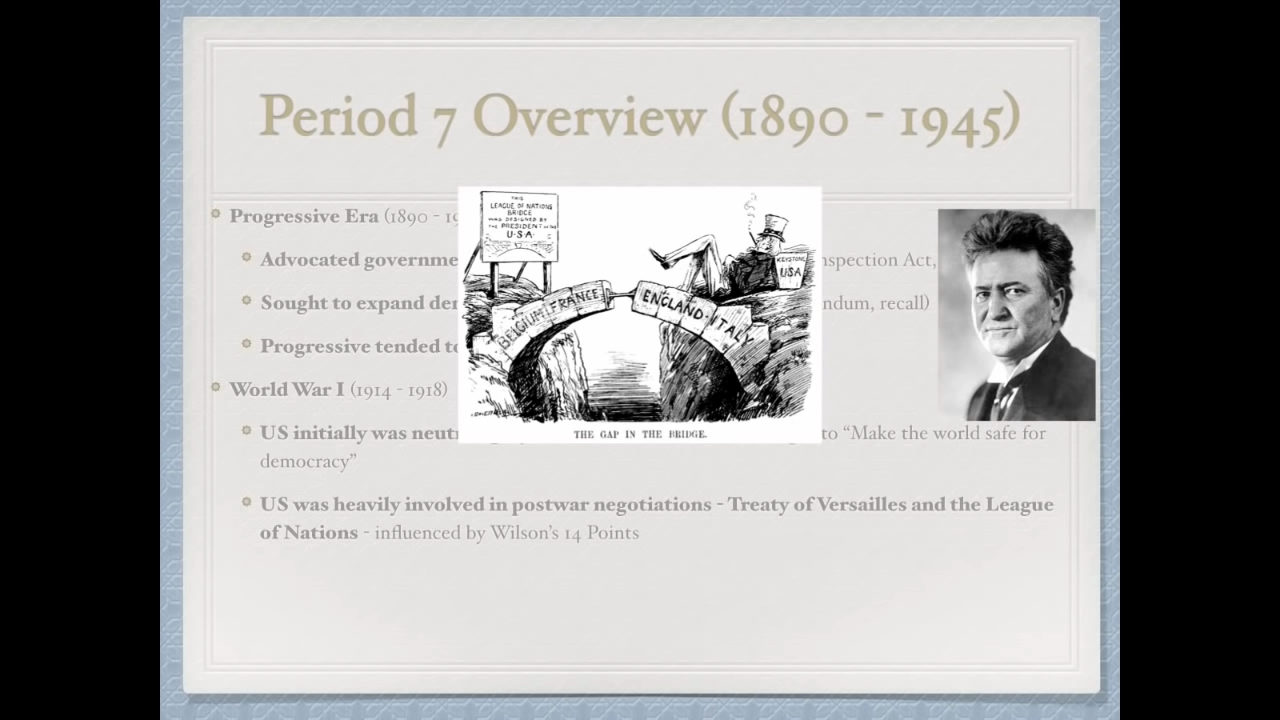 Period 7 Overview (1890 - 1945)
Progressive Era (1890 - 19
Advocated governme
nspection Act,
Sought to expand de
ndum, recall)
Progressive tended to
World War I (1914 - 1918)
US initially was neut
to “Make the world safe for
democracy”
US was heavily involved in postwar negotiations - Treaty of Versailles and the League
of Nations - influenced by Wilson’s 14 Points
THIS
LEAGUE OF NATIONS
BRIDGE
WAS DESIGNED BY
THE PRESIDENT OF THE
U·S·A·
BELGIUM FRANCE
ENGLAND·ITALY
KEYSTONE
USA
THE GAP IN THE BRIDGE.